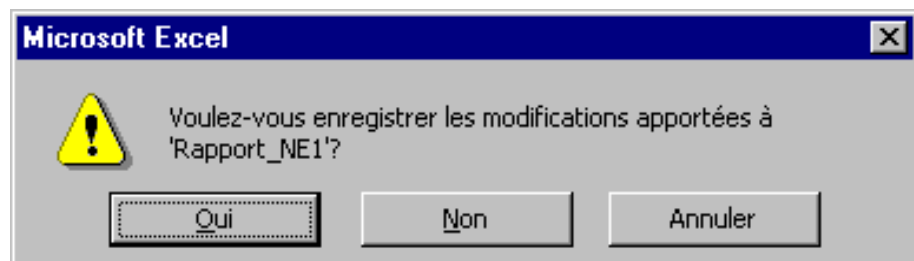 Microsoft Excel
Voulez-vous enregistrer les modifications apportées à
'Rapport_NE1'?
Oui Non Annuler